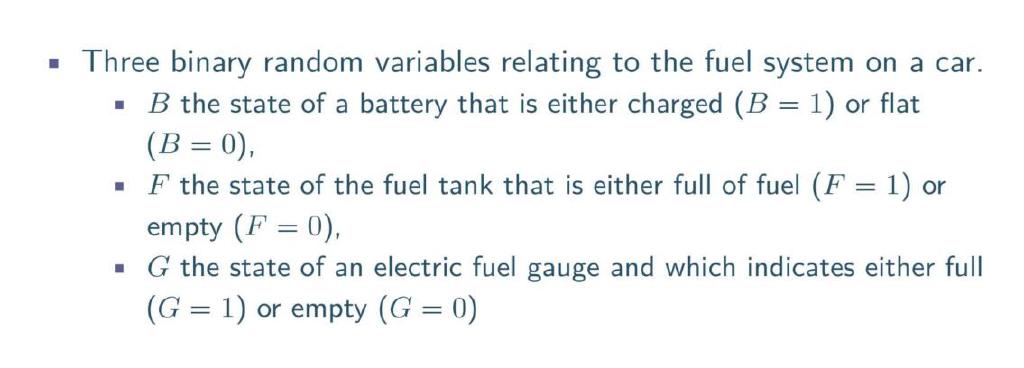 ▪ Three binary random variables relating to the fuel system on a car.
▪ B the state of a battery that is either charged (B = 1) or flat
(B = 0),
▪ F the state of the fuel tank that is either full of fuel (F = 1) or
empty (F = 0),
▪ G the state of an electric fuel gauge and which indicates either full
(G = 1) or empty (G = 0)